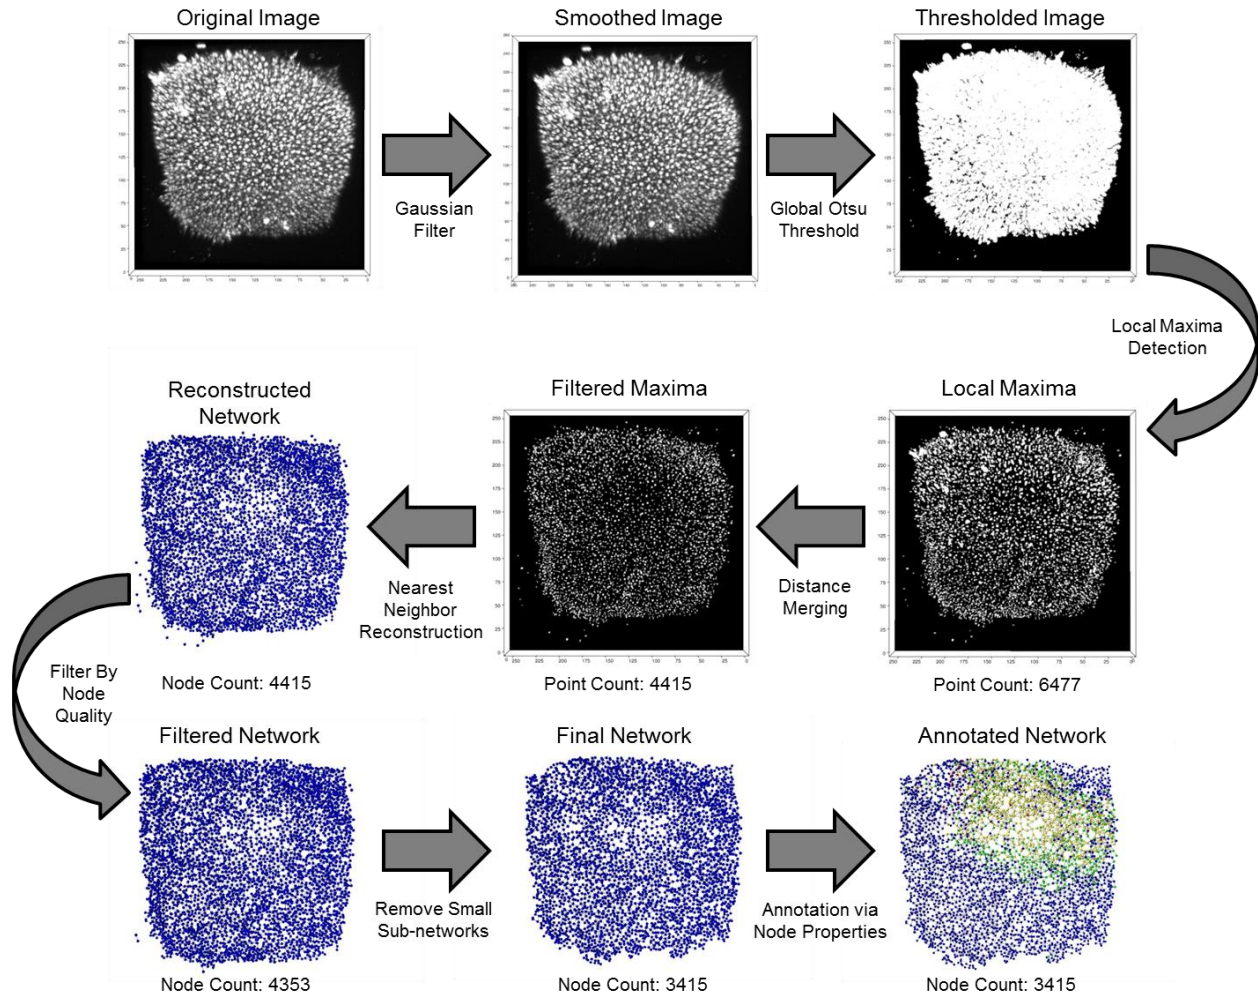 Original Image
Smoothed Image
Thresholded Image
Gaussian
Filter
Global Otsu
Threshold
Local Maxima
Detection
Reconstructed
Network
Filtered Maxima
Local Maxima
Nearest
Neighbor
Reconstruction
Distance
Merging
Node Count: 4415
Point Count: 4415
Point Count: 6477
Filter By
Node
Quality
Filtered Network
Final Network
Annotated Network
Remove Small
Sub-networks
Annotation via
Node Properties
Node Count: 4353
Node Count: 3415
Node Count: 3415